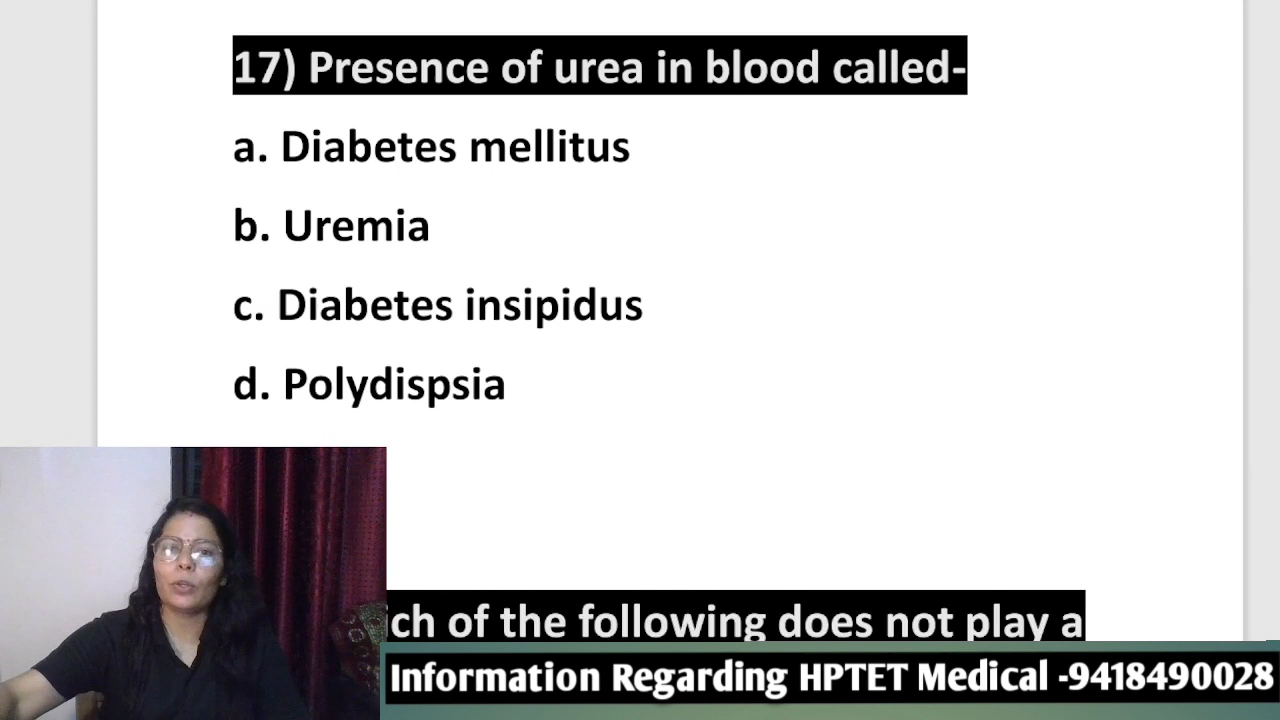 17) Presence of urea in blood called-
a. Diabetes mellitus
b. Uremia
c. Diabetes insipidus
d. Polydispsia
of the following does not play a
Information Regarding HPTET Medical -9418490028